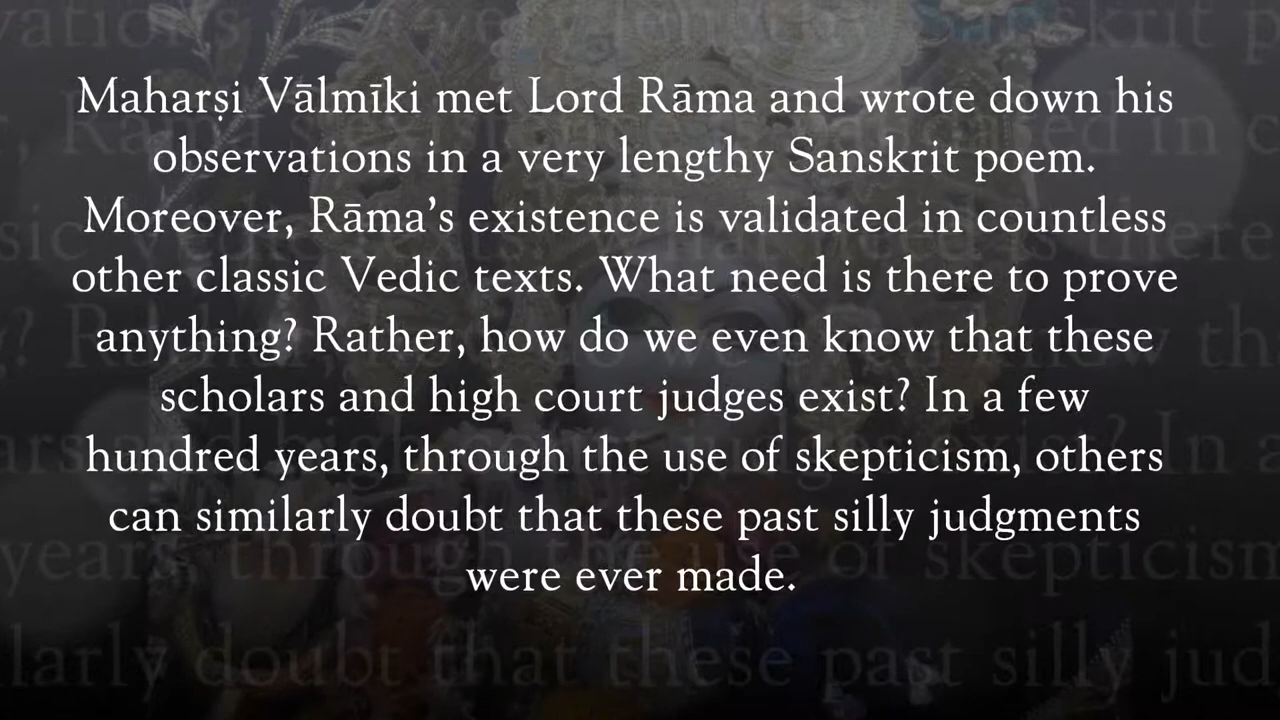 Maharṣi Vālmīki met Lord Rāma and wrote down his
observations in a very lengthy Sanskrit poem.
Moreover, Rāma’s existence is validated in countless
other classic Vedic texts. What need is there to prove
anything? Rather, how do we even know that these
scholars and high court judges exist? In a few
hundred years, through the use of skepticism, others
can similarly doubt that these past silly judgments
were ever made.